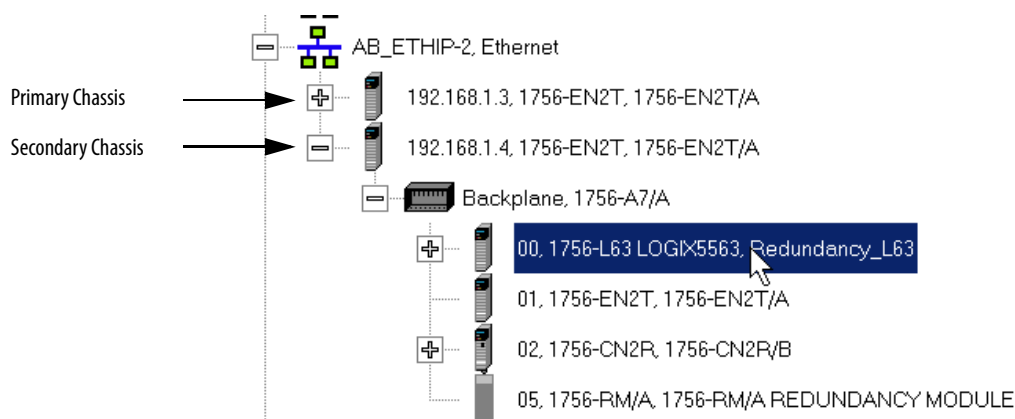 AB_ETHIP-2, Ethernet
Primary Chassis 192.168.1.3, 1756-EN2T, 1756-EN2T/A
Secondary Chassis 192.168.1.4, 1756-EN2T, 1756-EN2T/A
Backplane, 1756-A7/A
00, 1756-L63 LOGIX5563, Redundancy_L63
01, 1756-EN2T, 1756-EN2T/A
02, 1756-CN2R, 1756-CN2R/B
05, 1756-RM/A, 1756-RM/A REDUNDANCY MODULE